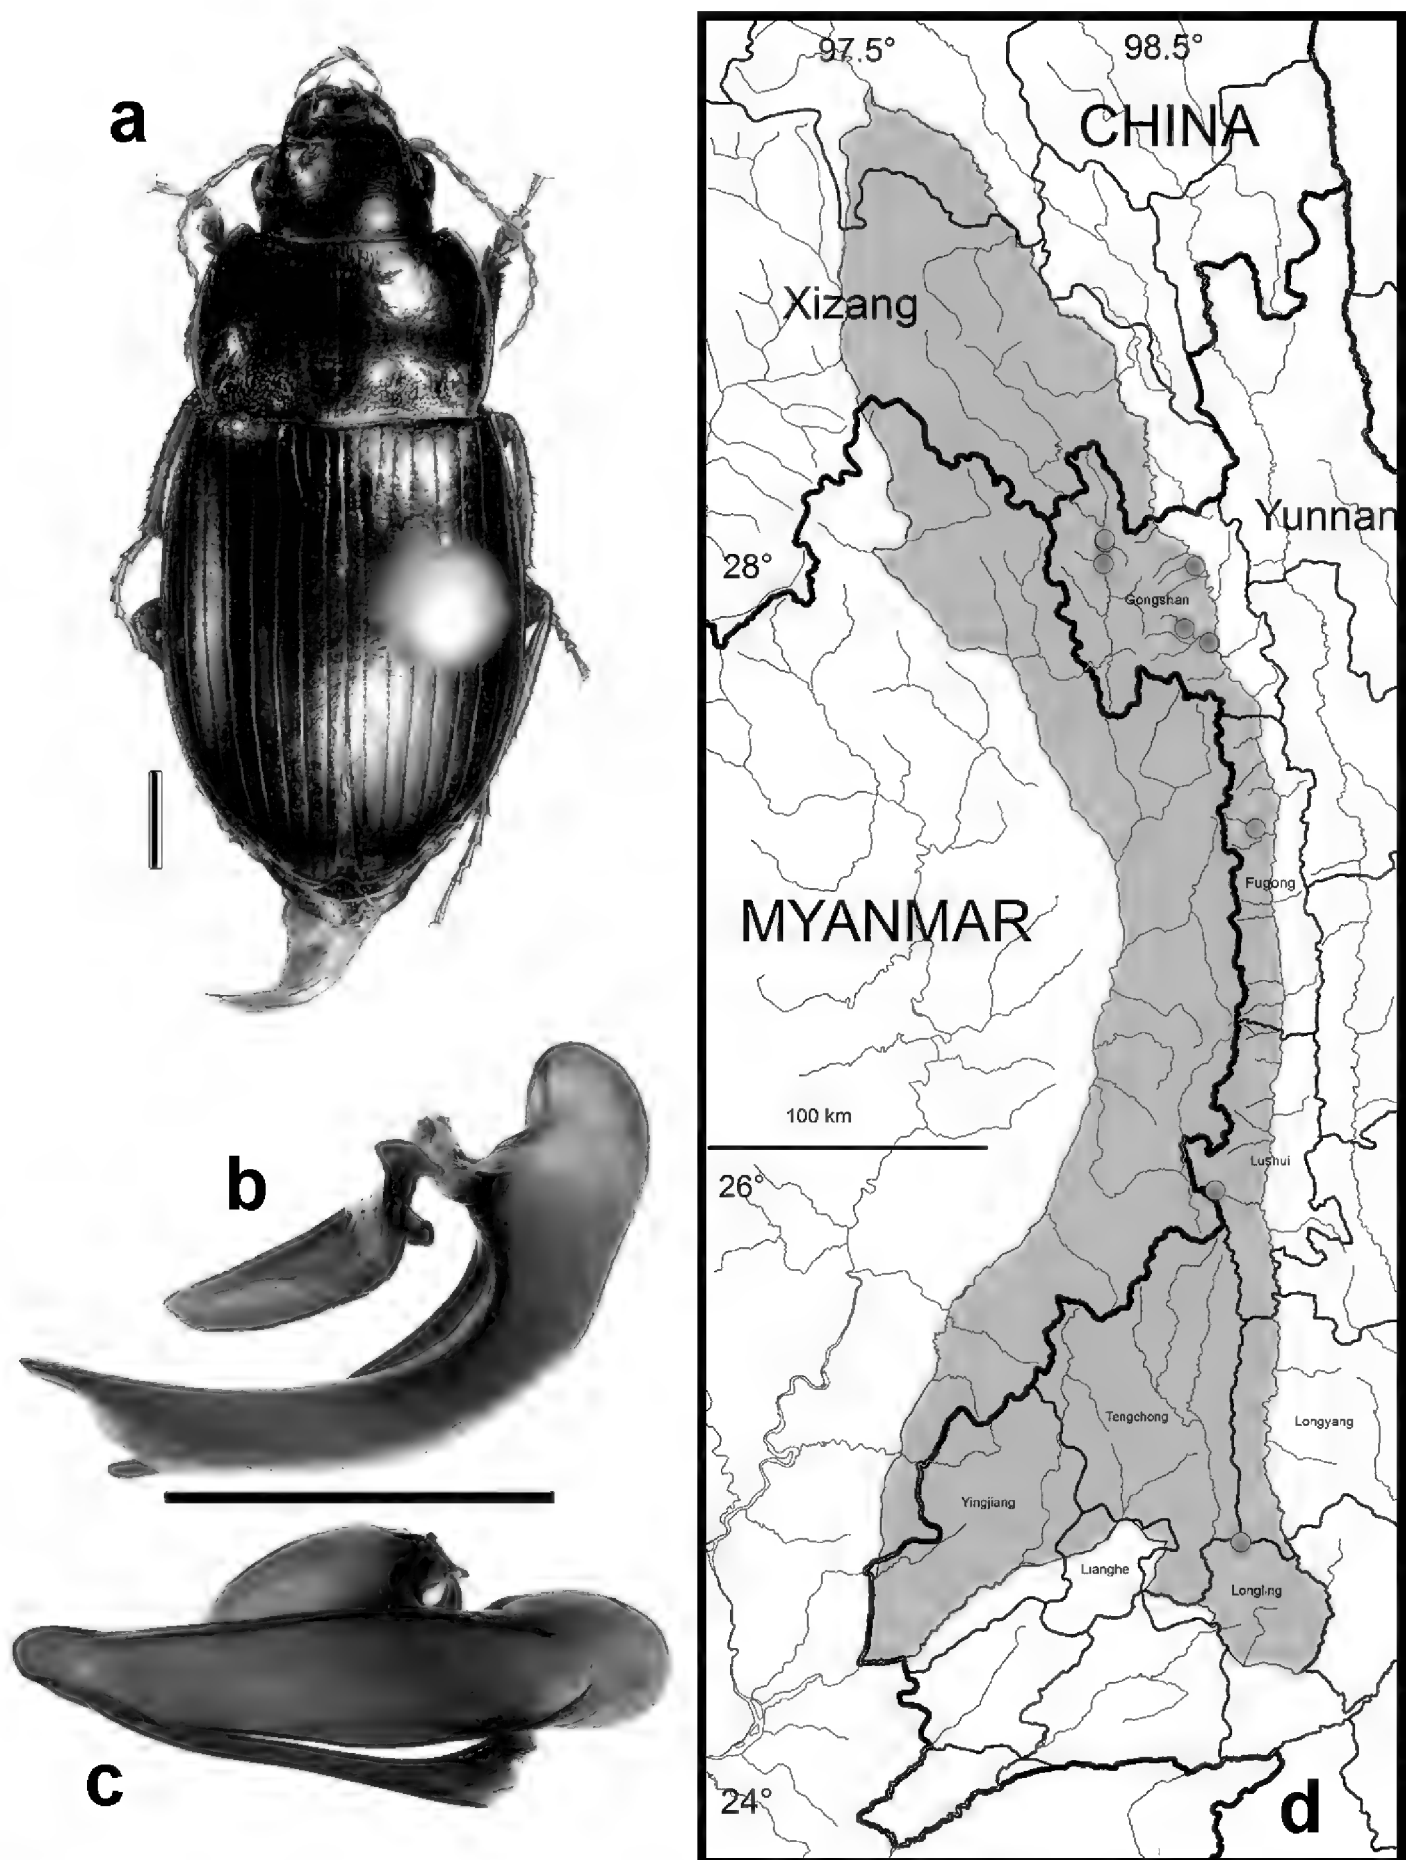 a
97.5°
98.5°
CHINA
Xizang
Yunnan
28°
Gongshan
Fugong
MYANMAR
100 km
b
26°
Lushui
Tengchong
Longyang
Yingjiang
Lianghe
Longling
c
24°
d